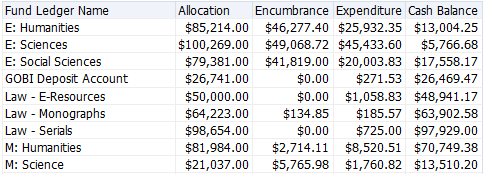 Fund Ledger Name Allocation Encumbrance Expenditure Cash Balance
E: Humanities $85,214.00 $46,277.40 $25,932.35 $13,004.25
E: Sciences $100,269.00 $49,068.72 $45,433.60 $5,766.68
E: Social Sciences $79,381.00 $41,819.00 $20,003.83 $17,558.17
GOBI Deposit Account $26,741.00 $0.00 $271.53 $26,469.47
Law - E-Resources $50,000.00 $0.00 $1,058.83 $48,941.17
Law - Monographs $64,223.00 $134.85 $185.57 $63,902.58
Law - Serials $98,654.00 $0.00 $725.00 $97,929.00
M: Humanities $81,984.00 $2,714.11 $8,520.51 $70,749.38
M: Science $21,037.00 $5,765.98 $1,760.82 $13,510.20